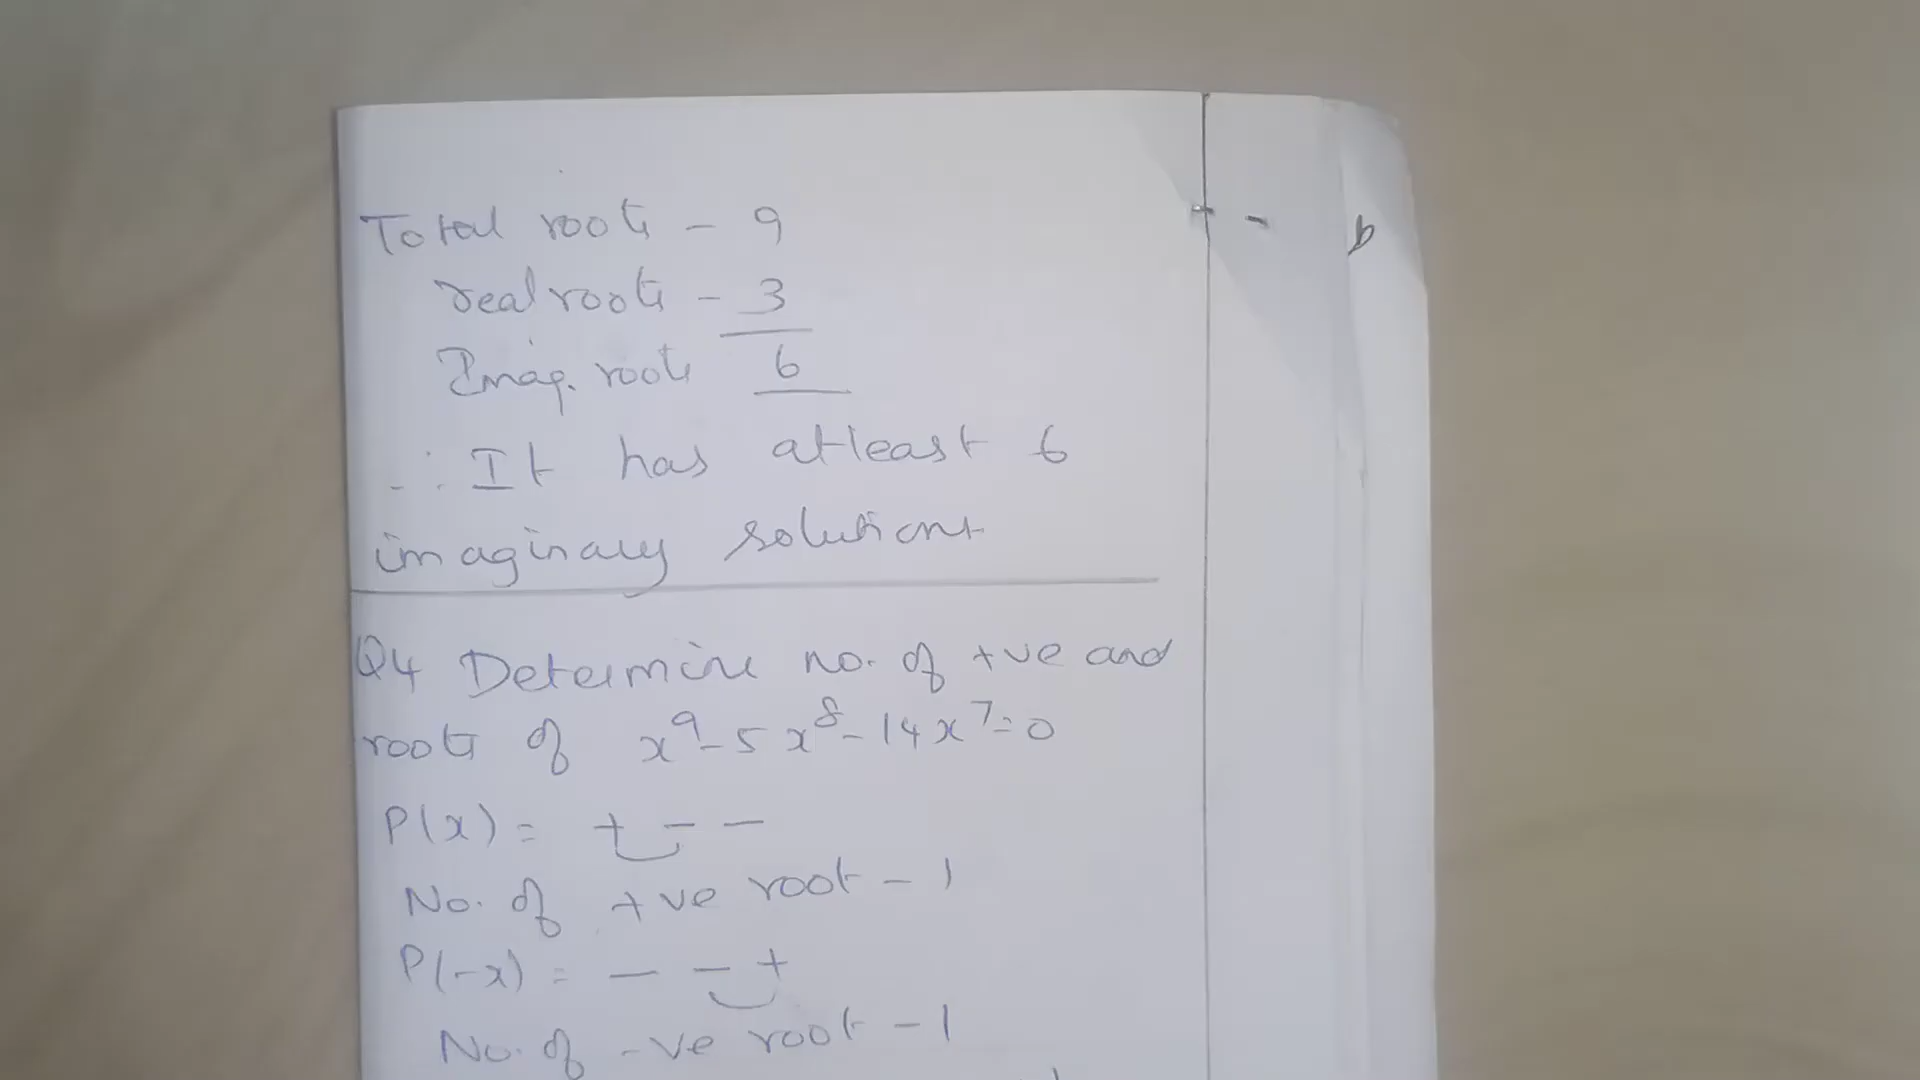 Total roots - 9
real roots - 3
Imag. roots 6
∴ It has atleast 6
imaginary solutions
Q4 Determine no. of +ve and
roots of x⁹-5x⁸-14x⁷=0
P(x) = + - -
No. of +ve root - 1
P(-x) = - - +
No. of -ve root - 1